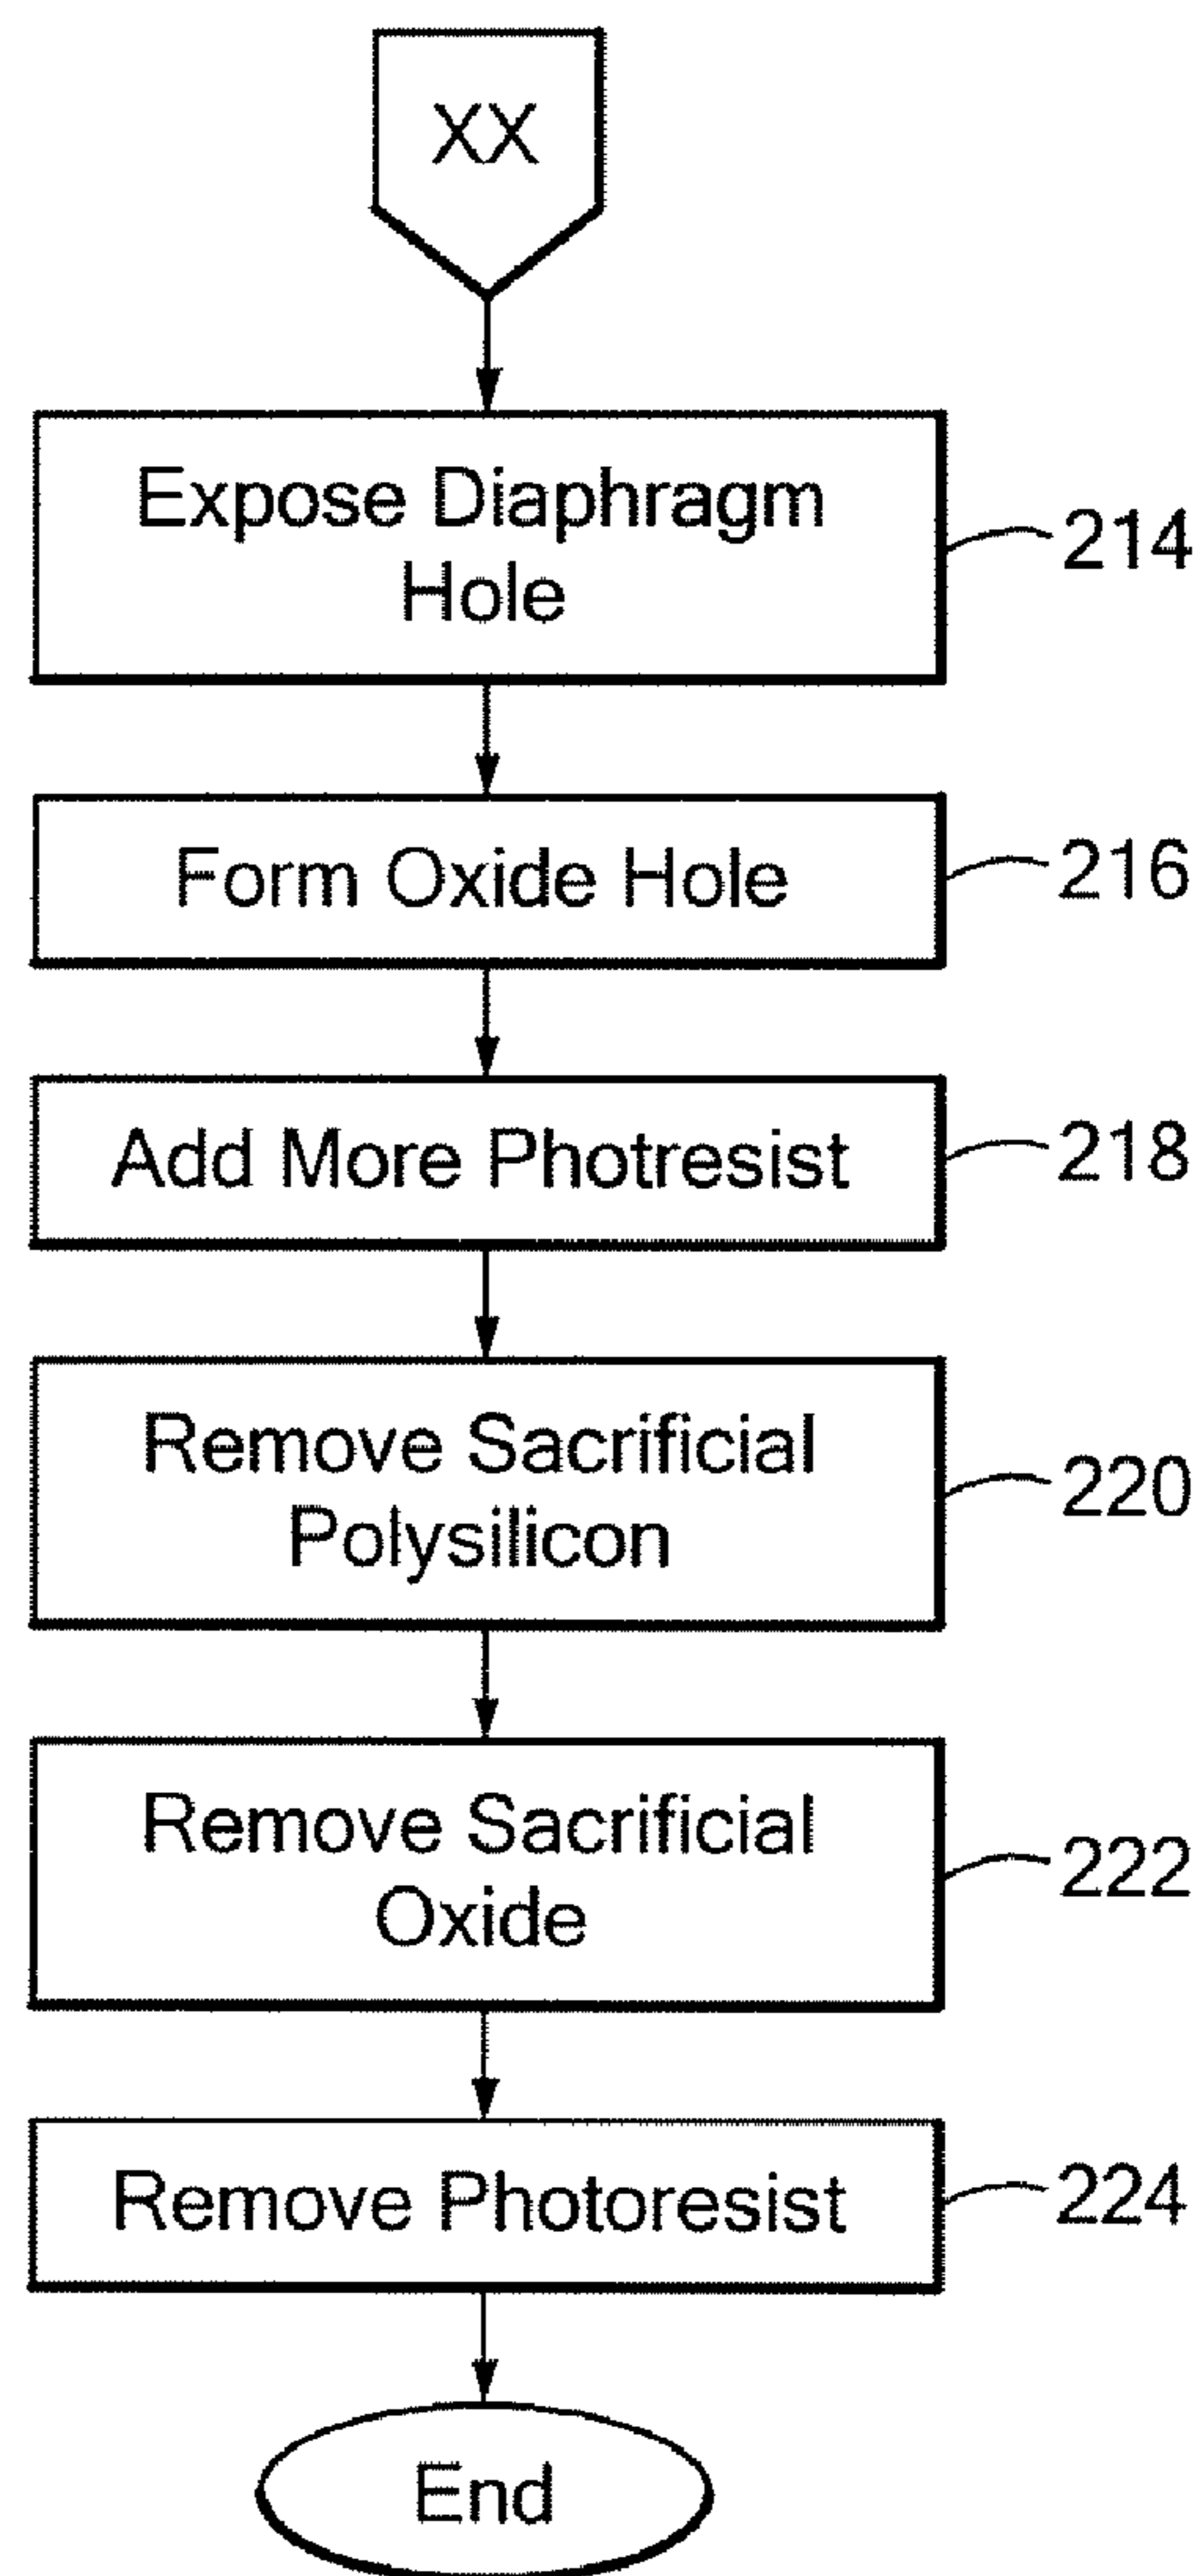 XX
Expose Diaphragm
Hole
214
Form Oxide Hole
216
Add More Photresist
218
Remove Sacrificial
Polysilicon
220
Remove Sacrificial
Oxide
222
Remove Photoresist
224
End